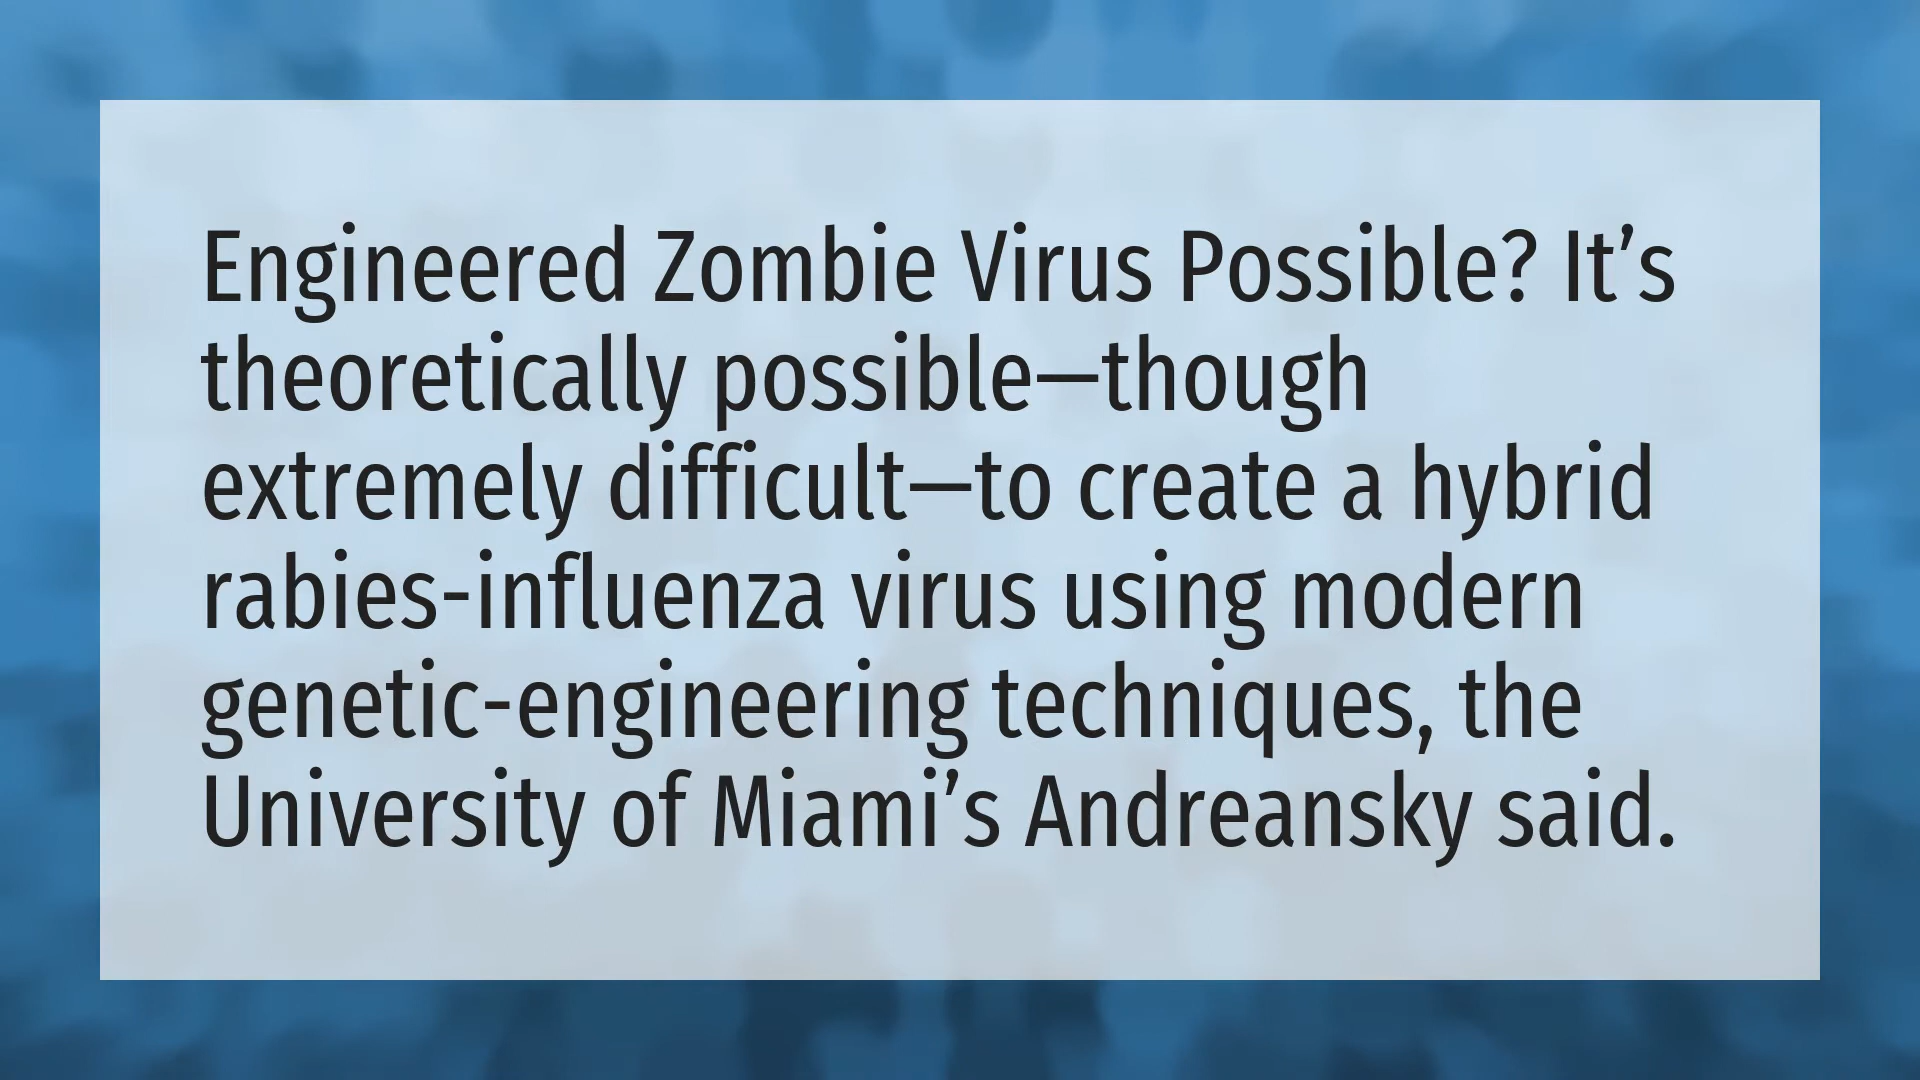 Engineered Zombie Virus Possible? It’s
theoretically possible—though
extremely difficult—to create a hybrid
rabies-influenza virus using modern
genetic-engineering techniques, the
University of Miami’s Andreansky said.